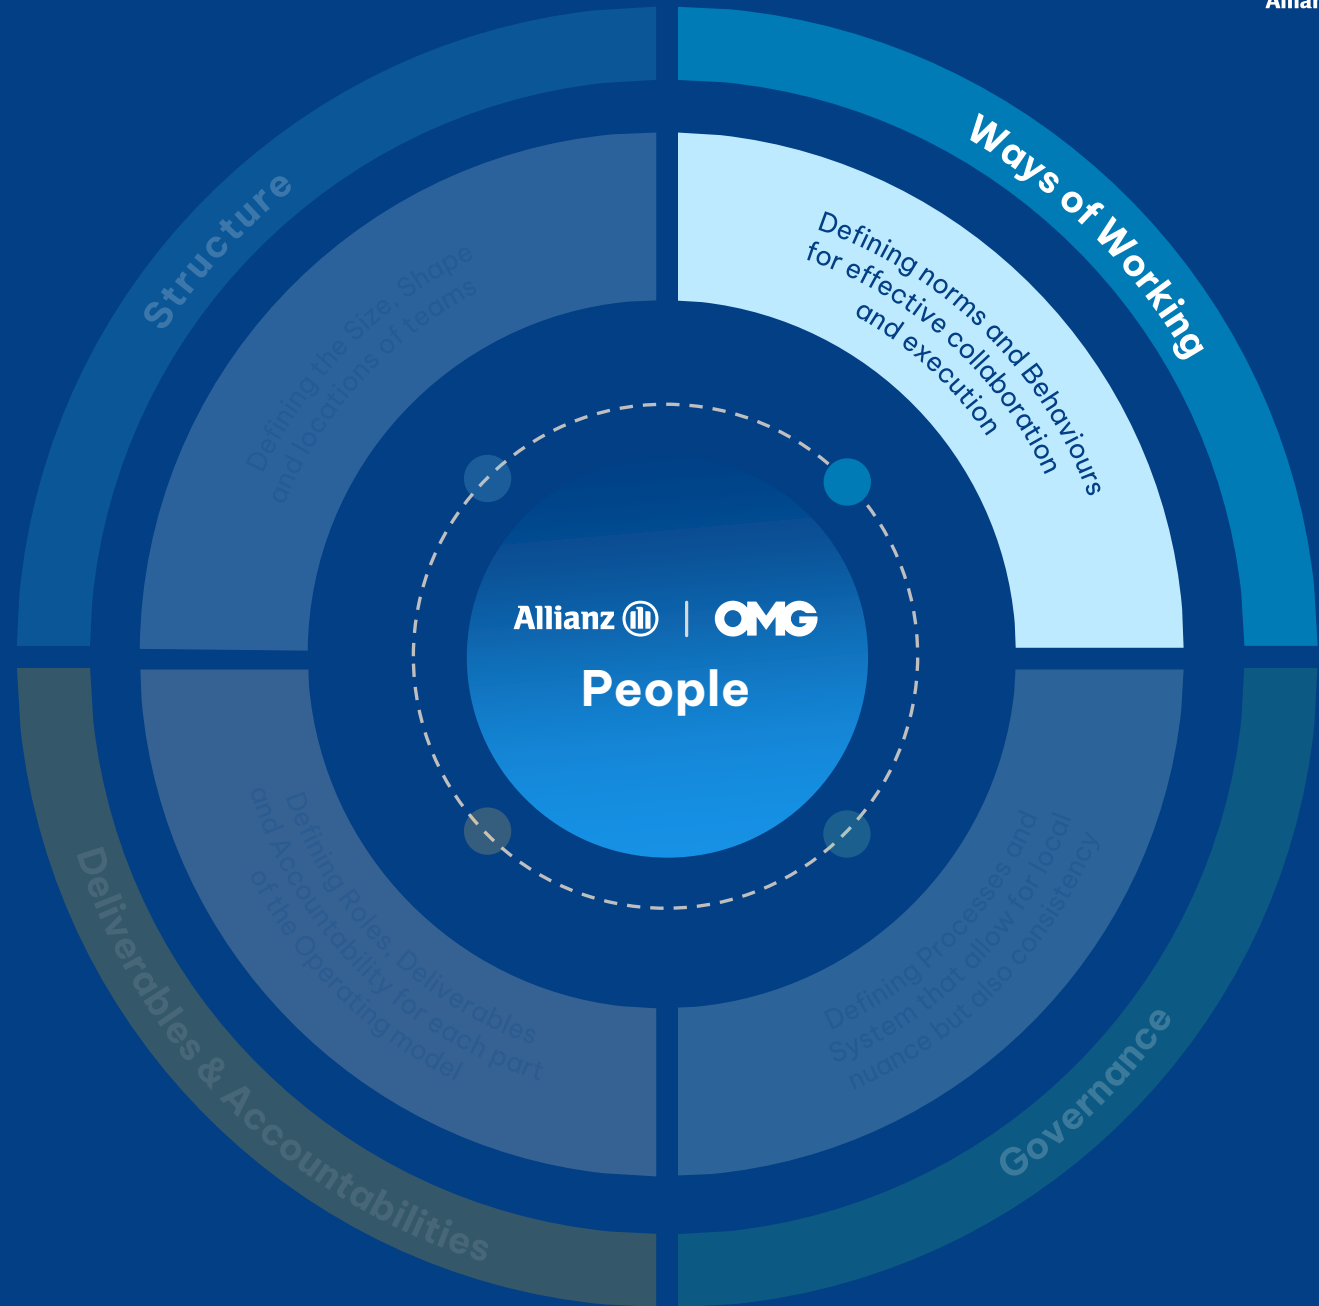 Structure
Defining the Size, Shape
and locations of teams
Ways of Working
Defining norms and Behaviours
for effective collaboration
and execution
Allianz | OMG
People
Deliverables & Accountabilities
Defining Roles, Deliverables
and Accountability for each part
of the Operating model
Defining Processes and
System that allow for local
nuance but also consistency
Governance